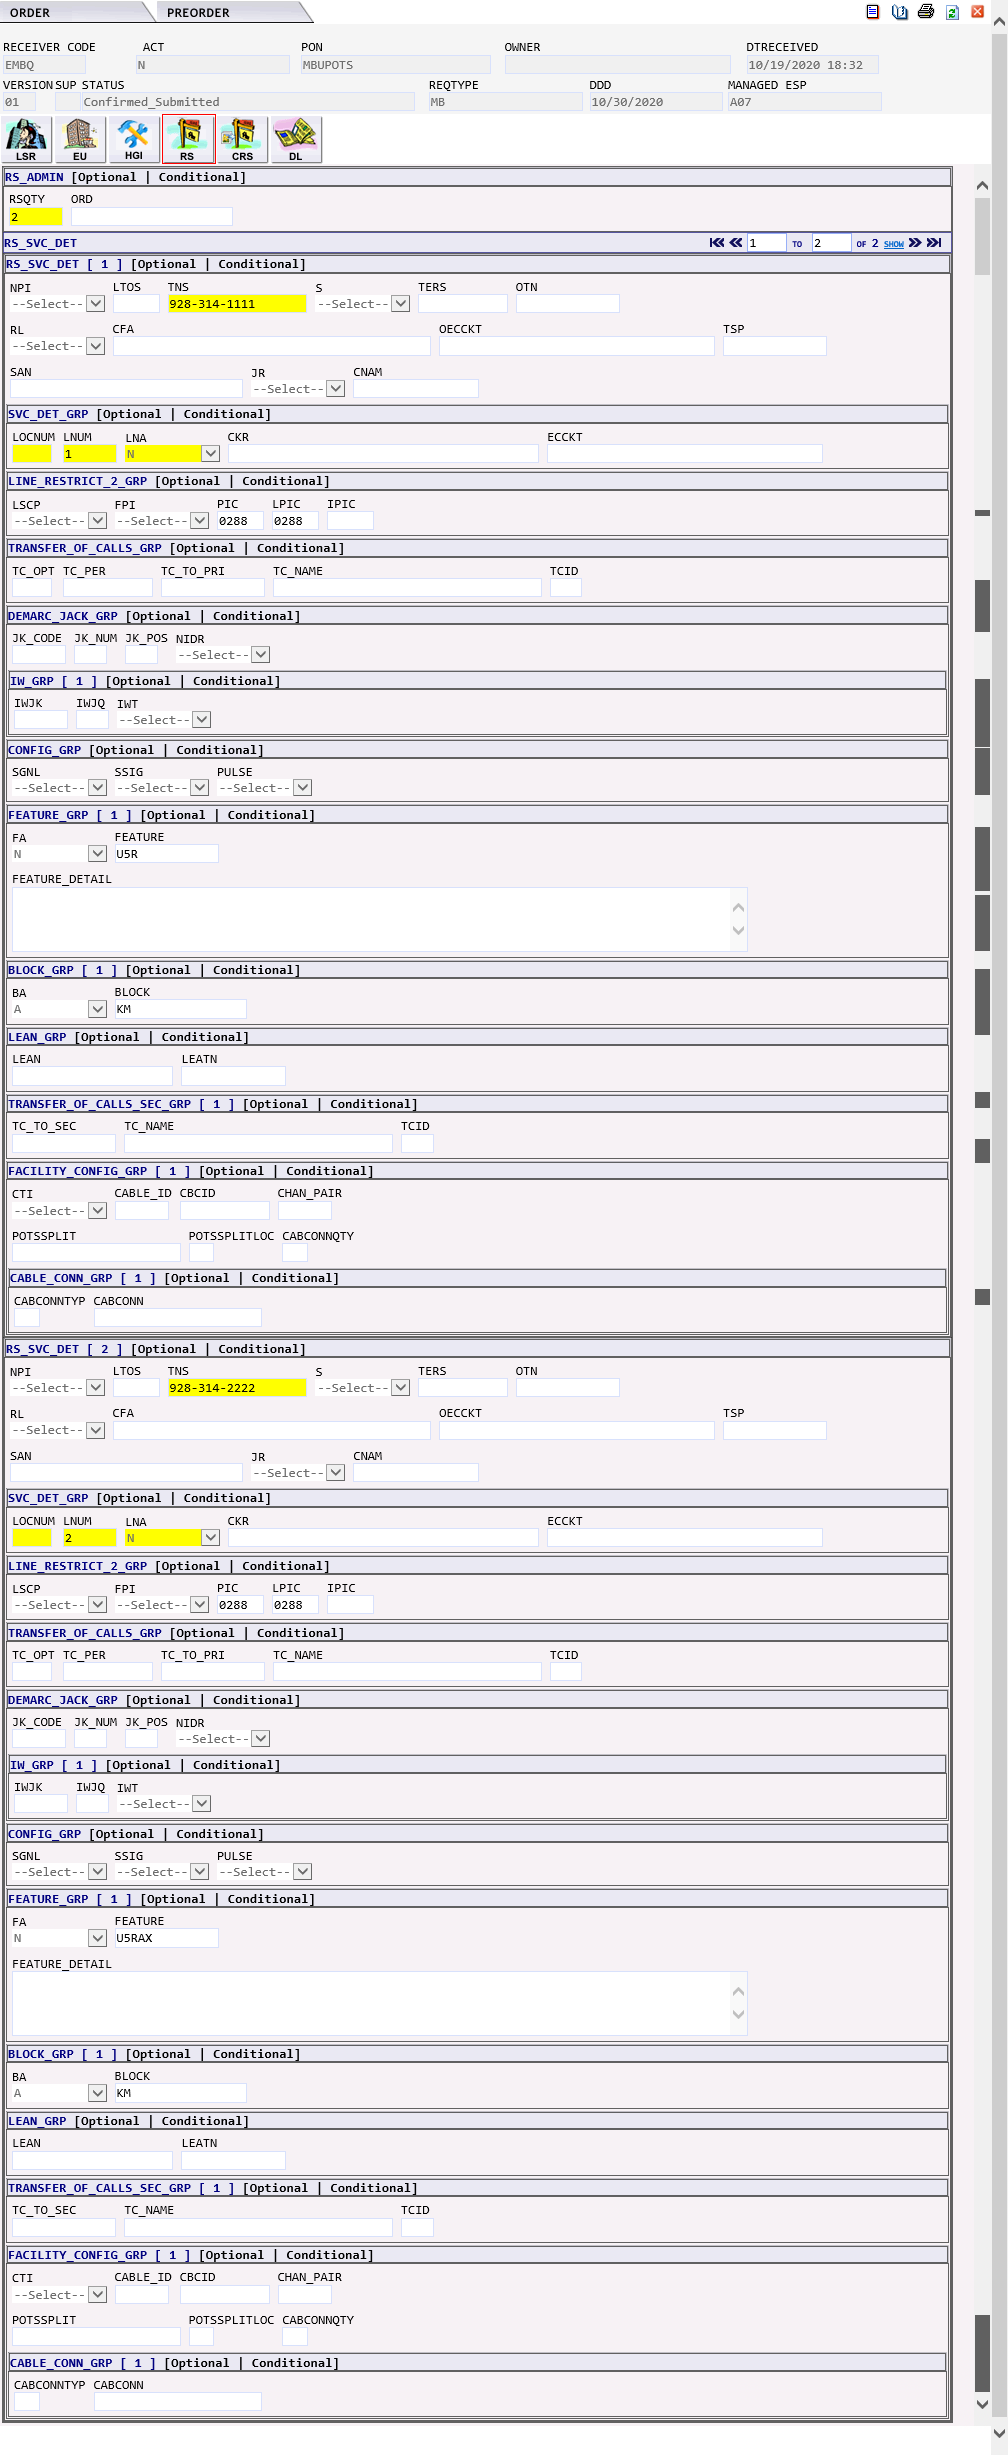 ORDER PREORDER
RECEIVER CODE ACT PON OWNER DTRECEIVED
EMBQ N MBUPOTS 10/19/2020 18:32
VERSION SUP STATUS REQTYPE DDD MANAGED ESP
01 Confirmed_Submitted MB 10/30/2020 A07
LSR EU HGI RS CRS DL
RS_ADMIN [Optional | Conditional]
RSQTY ORD
2
RS_SVC_DET 1 TO 2 OF 2 SHOW
RS_SVC_DET [ 1 ] [Optional | Conditional]
NPI LTOS TNS S TERS OTN
--Select-- 928-314-1111 --Select--
RL CFA OECCKT TSP
--Select--
SAN JR CNAM
--Select--
SVC_DET_GRP [Optional | Conditional]
LOCNUM LNUM LNA CKR ECCKT
1 N
LINE_RESTRICT_2_GRP [Optional | Conditional]
LSCP FPI PIC LPIC IPIC
--Select-- --Select-- 0288 0288
TRANSFER_OF_CALLS_GRP [Optional | Conditional]
TC_OPT TC_PER TC_TO_PRI TC_NAME TCID
DEMARC_JACK_GRP [Optional | Conditional]
JK_CODE JK_NUM JK_POS NIDR
--Select--
IW_GRP [ 1 ] [Optional | Conditional]
IWJK IWJQ IWT
--Select--
CONFIG_GRP [Optional | Conditional]
SGNL SSIG PULSE
--Select-- --Select-- --Select--
FEATURE_GRP [ 1 ] [Optional | Conditional]
FA FEATURE
N U5R
FEATURE_DETAIL
BLOCK_GRP [ 1 ] [Optional | Conditional]
BA BLOCK
A KM
LEAN_GRP [Optional | Conditional]
LEAN LEATN
TRANSFER_OF_CALLS_SEC_GRP [ 1 ] [Optional | Conditional]
TC_TO_SEC TC_NAME TCID
FACILITY_CONFIG_GRP [ 1 ] [Optional | Conditional]
CTI CABLE_ID CBCID CHAN_PAIR
--Select--
POTSSPLIT POTSSPLITLOC CABCONNQTY
CABLE_CONN_GRP [ 1 ] [Optional | Conditional]
CABCONNTYP CABCONN
RS_SVC_DET [ 2 ] [Optional | Conditional]
NPI LTOS TNS S TERS OTN
--Select-- 928-314-2222 --Select--
RL CFA OECCKT TSP
--Select--
SAN JR CNAM
--Select--
SVC_DET_GRP [Optional | Conditional]
LOCNUM LNUM LNA CKR ECCKT
2 N
LINE_RESTRICT_2_GRP [Optional | Conditional]
LSCP FPI PIC LPIC IPIC
--Select-- --Select-- 0288 0288
TRANSFER_OF_CALLS_GRP [Optional | Conditional]
TC_OPT TC_PER TC_TO_PRI TC_NAME TCID
DEMARC_JACK_GRP [Optional | Conditional]
JK_CODE JK_NUM JK_POS NIDR
--Select--
IW_GRP [ 1 ] [Optional | Conditional]
IWJK IWJQ IWT
--Select--
CONFIG_GRP [Optional | Conditional]
SGNL SSIG PULSE
--Select-- --Select-- --Select--
FEATURE_GRP [ 1 ] [Optional | Conditional]
FA FEATURE
N U5RAX
FEATURE_DETAIL
BLOCK_GRP [ 1 ] [Optional | Conditional]
BA BLOCK
A KM
LEAN_GRP [Optional | Conditional]
LEAN LEATN
TRANSFER_OF_CALLS_SEC_GRP [ 1 ] [Optional | Conditional]
TC_TO_SEC TC_NAME TCID
FACILITY_CONFIG_GRP [ 1 ] [Optional | Conditional]
CTI CABLE_ID CBCID CHAN_PAIR
--Select--
POTSSPLIT POTSSPLITLOC CABCONNQTY
CABLE_CONN_GRP [ 1 ] [Optional | Conditional]
CABCONNTYP CABCONN